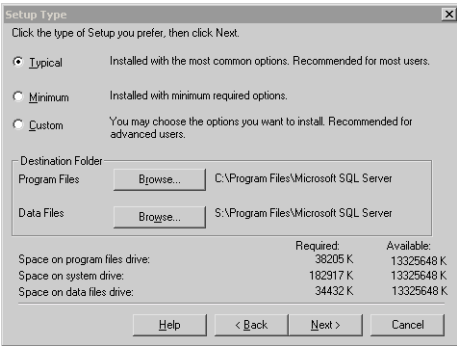 Setup Type
Click the type of Setup you prefer, then click Next.
Typical Installed with the most common options. Recommended for most users.
Minimum Installed with minimum required options.
Custom You may choose the options you want to install. Recommended for
advanced users.
Destination Folder
Program Files Browse... C:\Program Files\Microsoft SQL Server
Data Files Browse... S:\Program Files\Microsoft SQL Server
Required: Available:
Space on program files drive: 38205 K 13325648 K
Space on system drive: 182917 K 13325648 K
Space on data files drive: 34432 K 13325648 K
Help < Back Next > Cancel